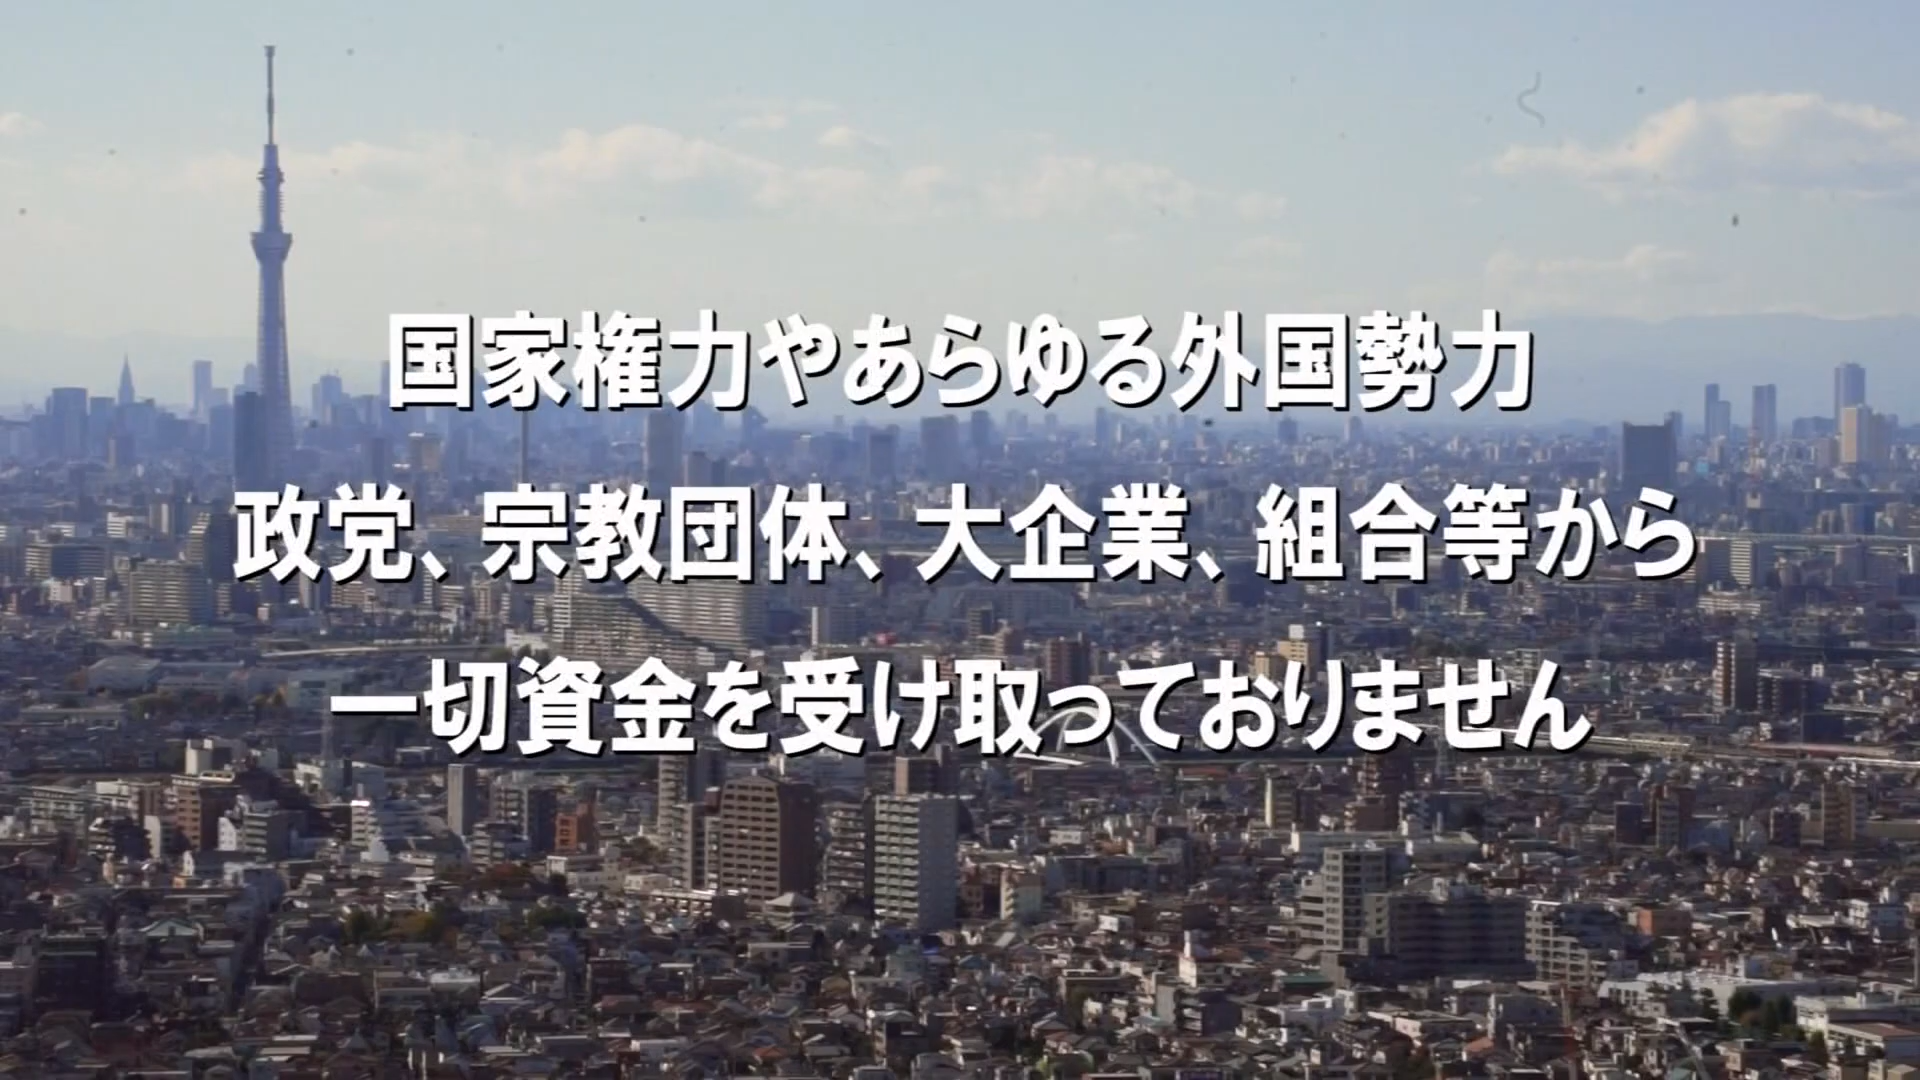 国家権力やあらゆる外国勢力
政党、宗教団体、大企業、組合等から
一切資金を受け取っておりません